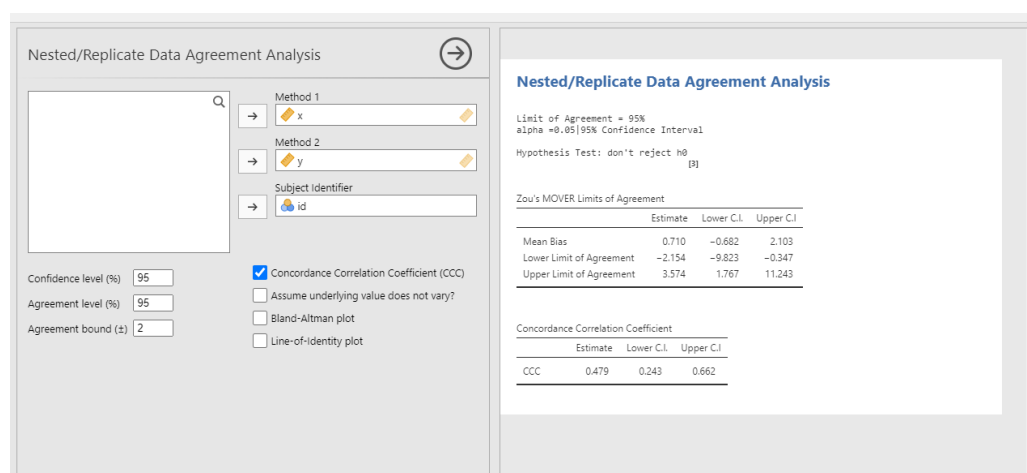 Nested/Replicate Data Agreement Analysis
Method 1
x
Method 2
y
Subject Identifier
id
Confidence level (%) 95
Agreement level (%) 95
Agreement bound (±) 2
Concordance Correlation Coefficient (CCC)
Assume underlying value does not vary?
Bland-Altman plot
Line-of-Identity plot
Nested/Replicate Data Agreement Analysis
Limit of Agreement = 95%
alpha =0.05|95% Confidence Interval
Hypothesis Test: don't reject h0
[3]
Zou's MOVER Limits of Agreement
Estimate Lower C.I. Upper C.I
Mean Bias 0.710 −0.682 2.103
Lower Limit of Agreement −2.154 −9.823 −0.347
Upper Limit of Agreement 3.574 1.767 11.243
Concordance Correlation Coefficient
Estimate Lower C.I. Upper C.I
CCC 0.479 0.243 0.662